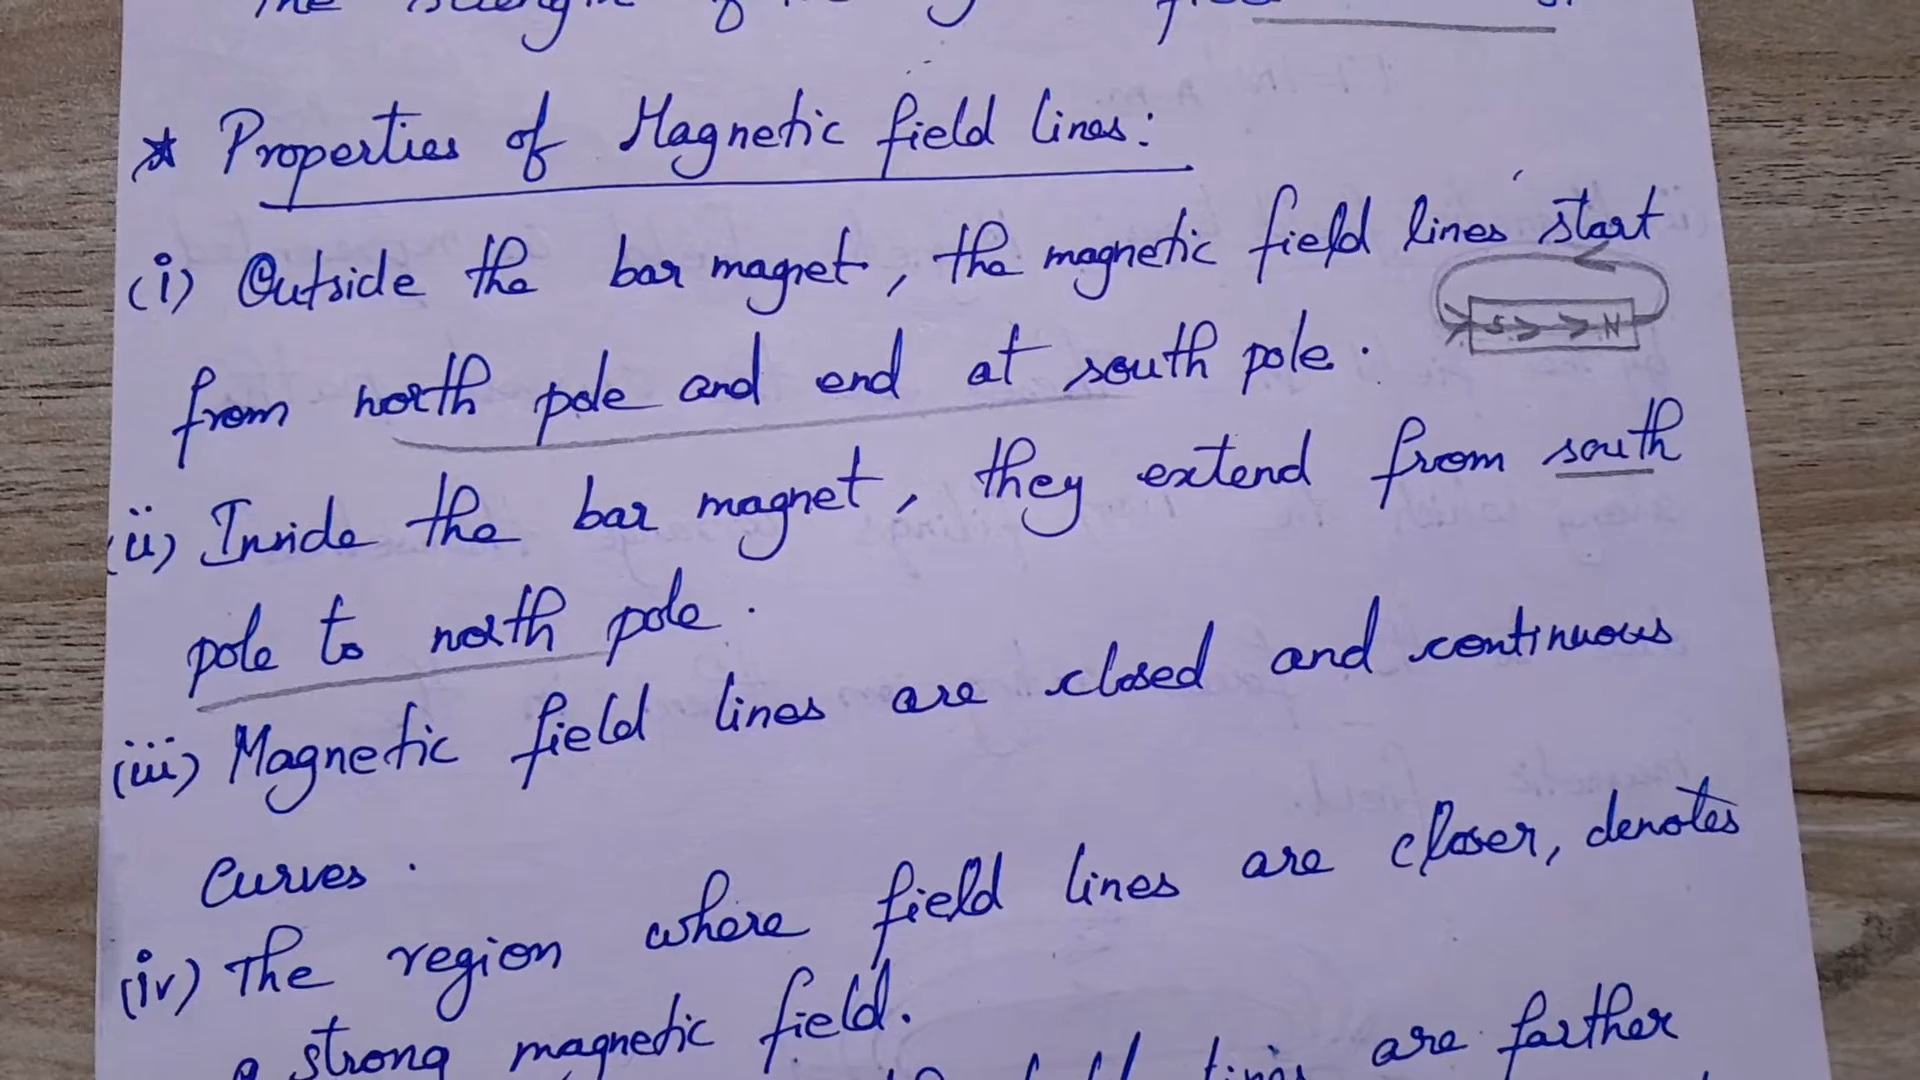 The strength of
* Properties of Magnetic field lines:
(i) Outside the bar magnet, the magnetic field lines start
S > > N
from north pole and end at south pole.
(ii) Inside the bar magnet, they extend from south
pole to north pole.
(iii) Magnetic field lines are closed and continuous
Curves.
(iv) The region where field lines are closer, denotes
a strong magnetic field.
are farther